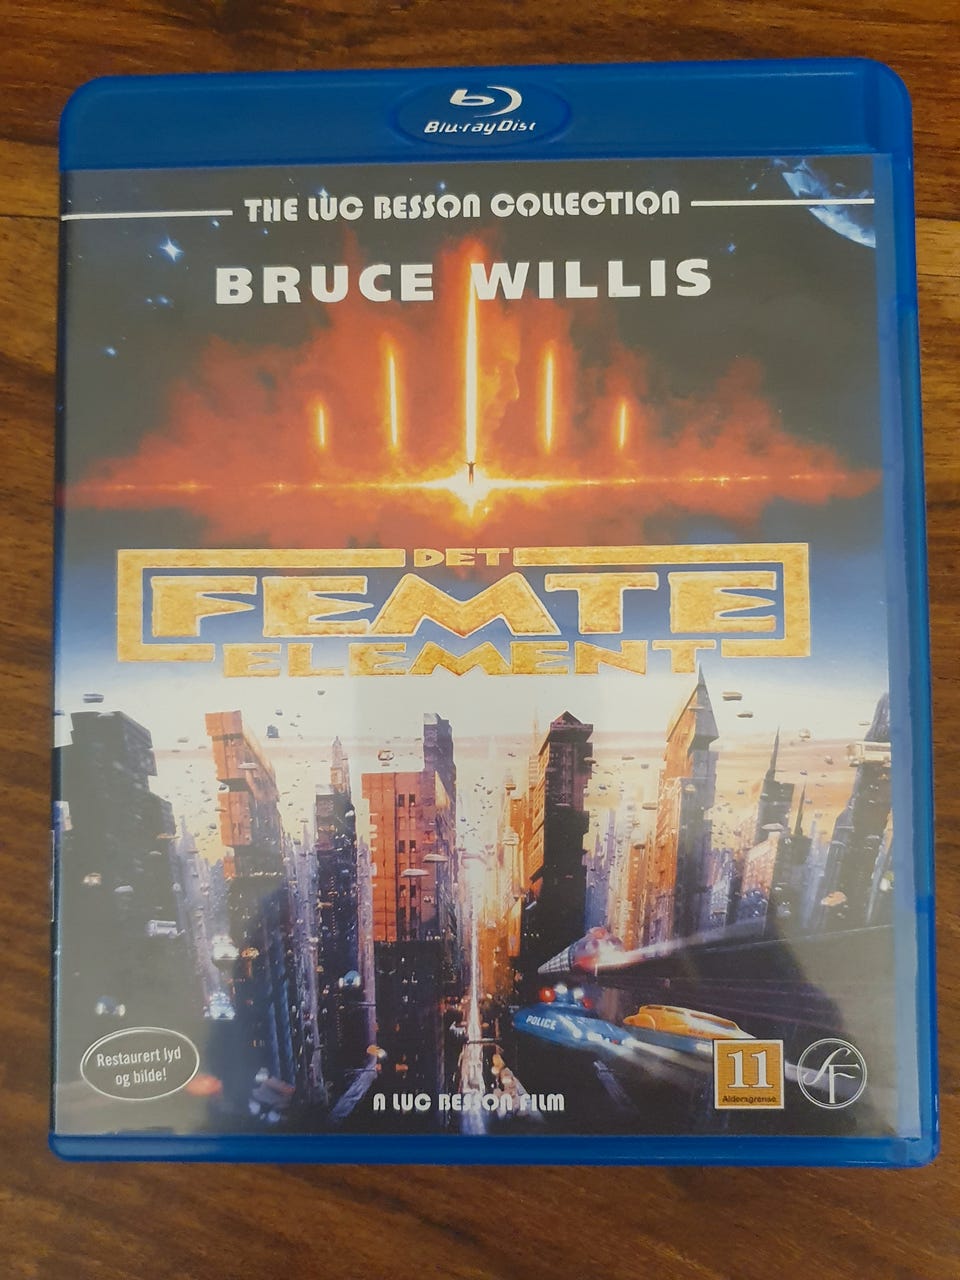 Blu-ray Disc
THE LUC BESSON COLLECTION
BRUCE WILLIS
DET
FEMTE
ELEMENT
POLICE
Restaurert lyd
og bilde!
A LUC BESSON FILM
11
Aldersgrense
SF